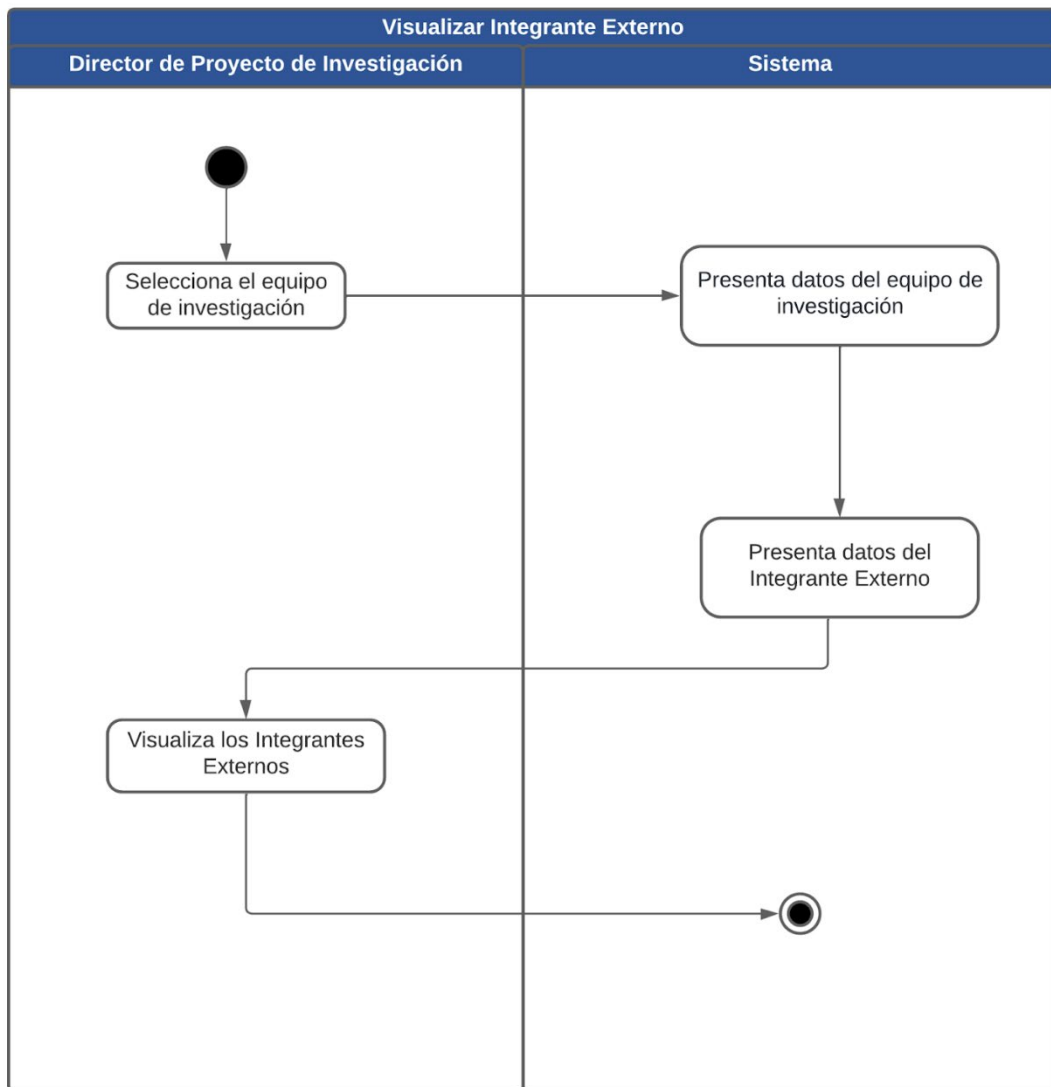 Visualizar Integrante Externo
Director de Proyecto de Investigación
Sistema
Selecciona el equipo
de investigación
Presenta datos del equipo de
investigación
Presenta datos del
Integrante Externo
Visualiza los Integrantes
Externos